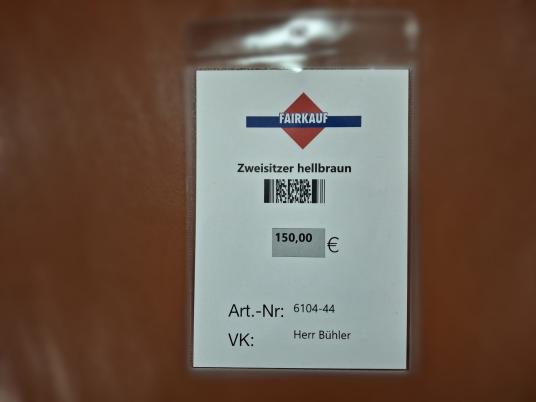 FAIRKAUF
Zweisitzer hellbraun
150,00 €
Art.-Nr: 6104-44
VK: Herr Bühler